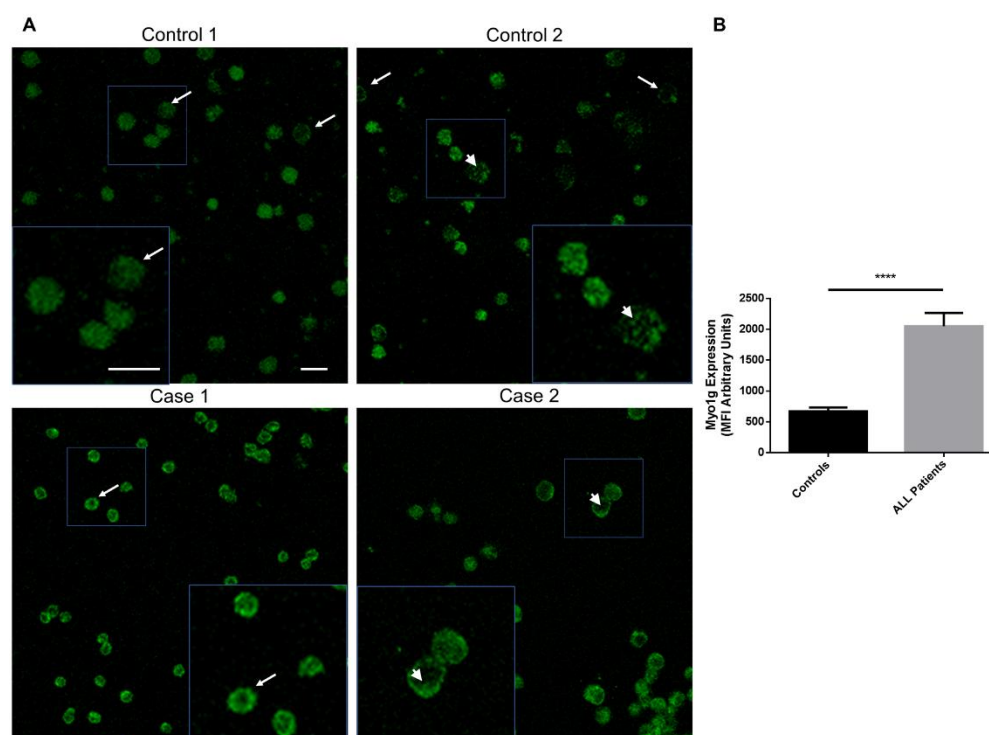 A
Control 1
Control 2
Case 1
Case 2
B
****
Myo1g Expression
(MFI Arbitrary Units)
2500
2000
1500
1000
500
0
Controls
ALL Patients